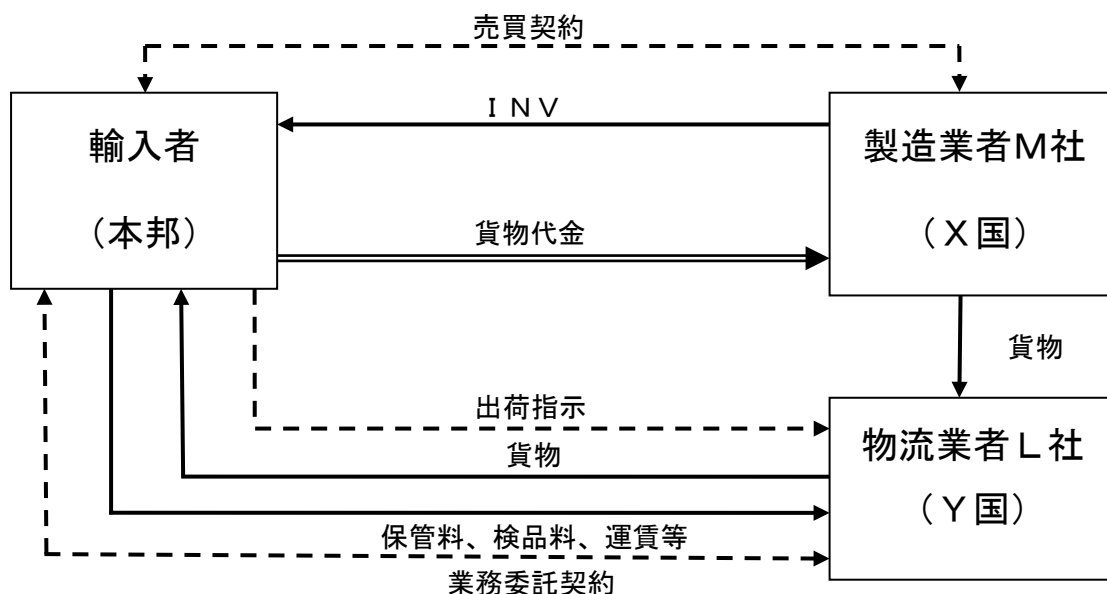 売買契約
ＩＮＶ
輸入者
（本邦）
製造業者Ｍ社
（Ｘ国）
貨物代金
貨物
出荷指示
貨物
物流業者Ｌ社
（Ｙ国）
保管料、検品料、運賃等
業務委託契約